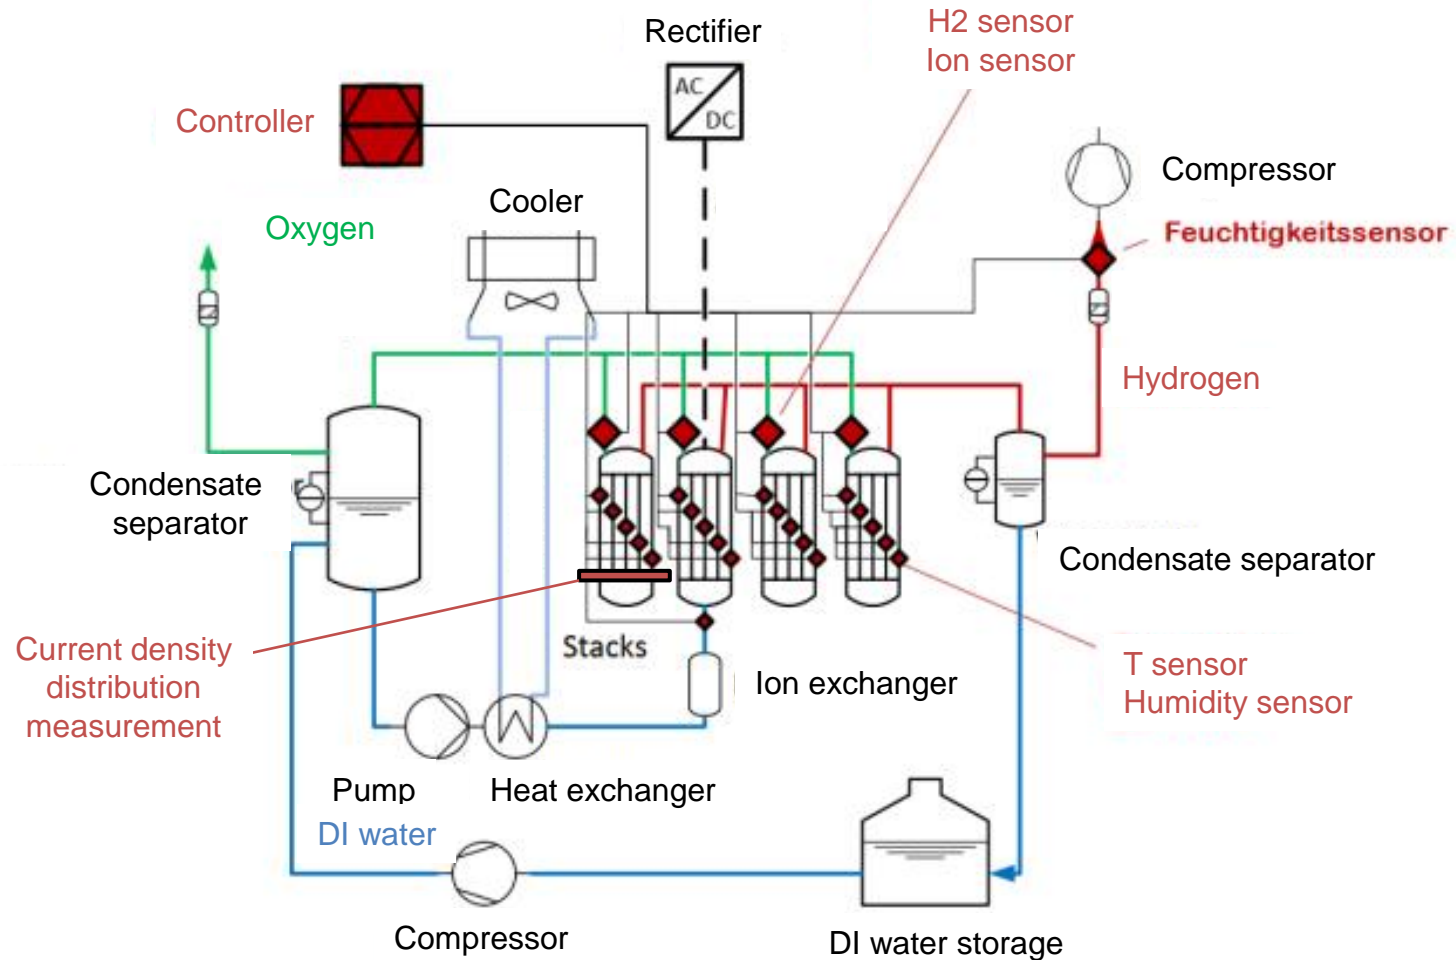 H2 sensor
Ion sensor
Rectifier
AC
DC
Controller
Compressor
Cooler
Oxygen
Feuchtigkeitssensor
Hydrogen
Condensate
separator
Condensate separator
Current density
distribution
measurement
Stacks
T sensor
Humidity sensor
Ion exchanger
Pump
Heat exchanger
DI water
Compressor
DI water storage